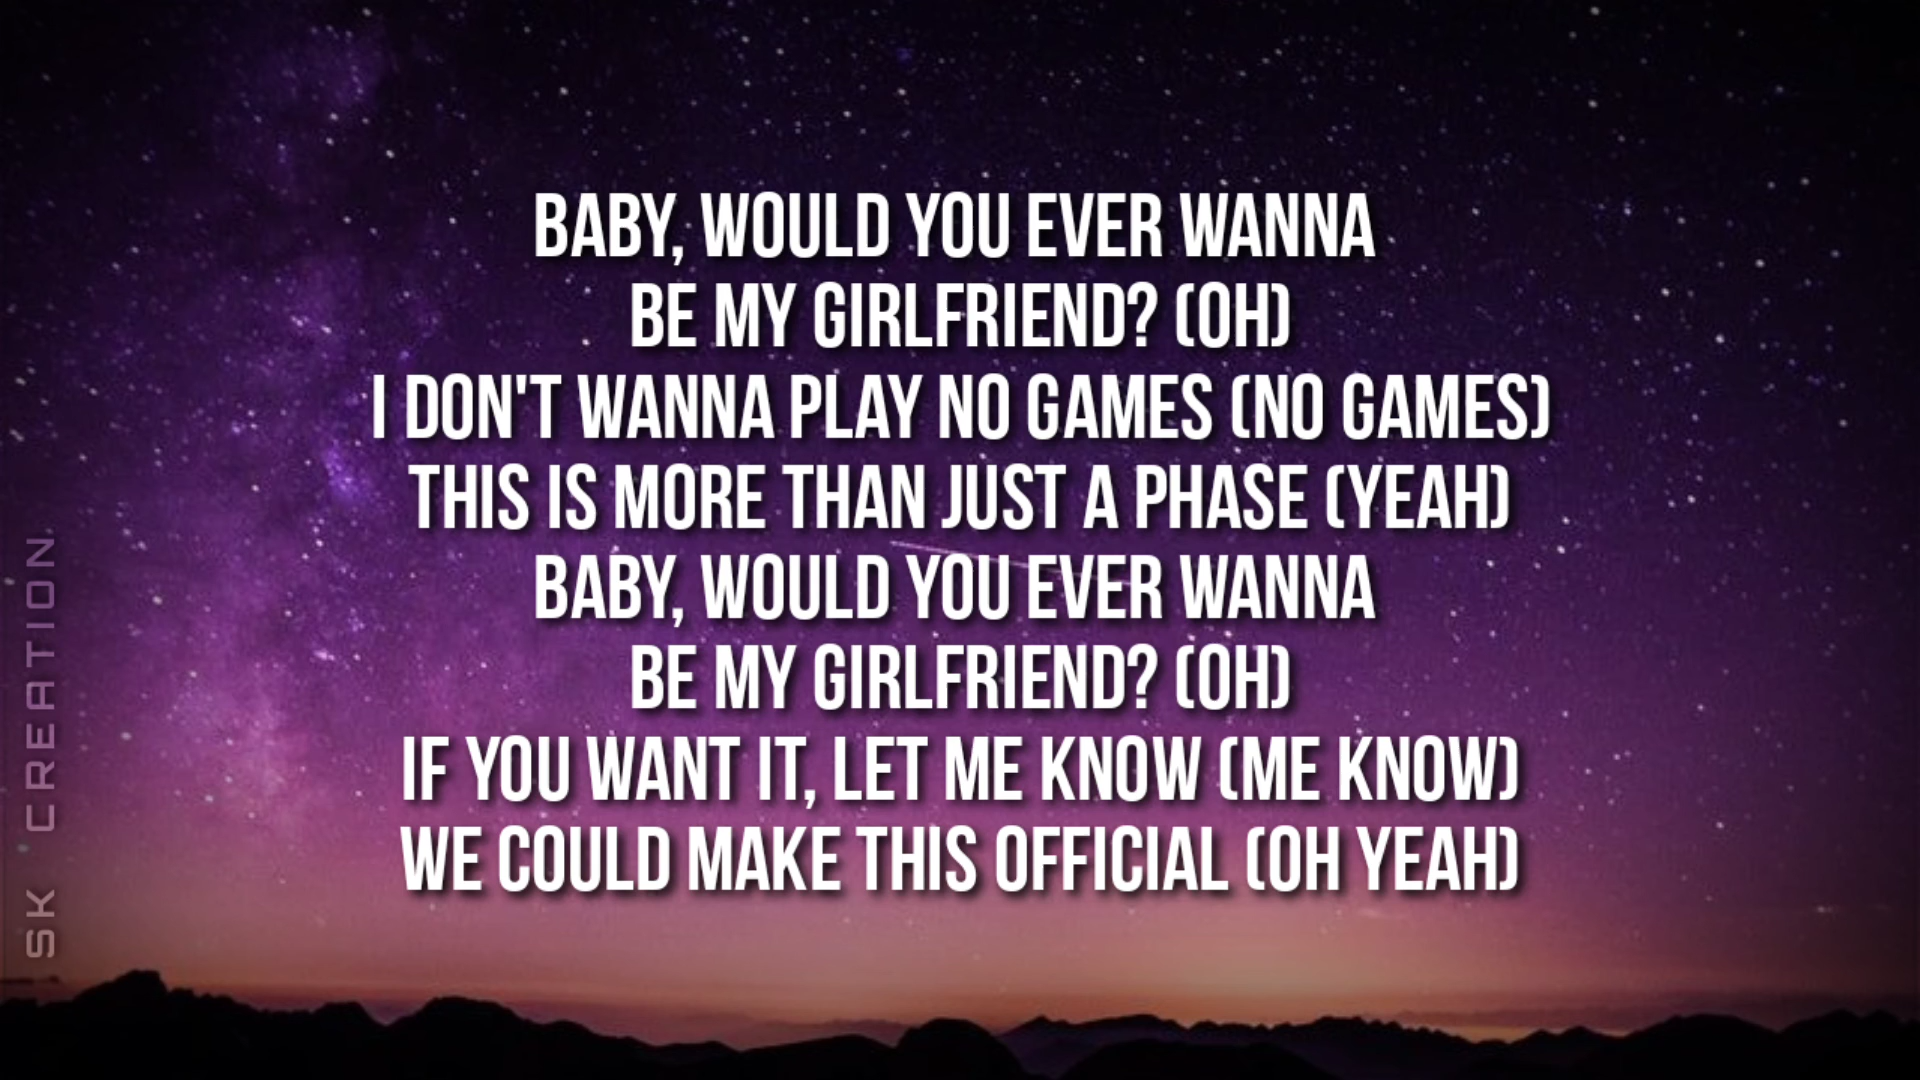 BABY, WOULD YOU EVER WANNA
BE MY GIRLFRIEND? (OH)
I DON'T WANNA PLAY NO GAMES (NO GAMES)
THIS IS MORE THAN JUST A PHASE (YEAH)
BABY, WOULD YOU EVER WANNA
BE MY GIRLFRIEND? (OH)
IF YOU WANT IT, LET ME KNOW (ME KNOW)
WE COULD MAKE THIS OFFICIAL (OH YEAH)
SK CREATION